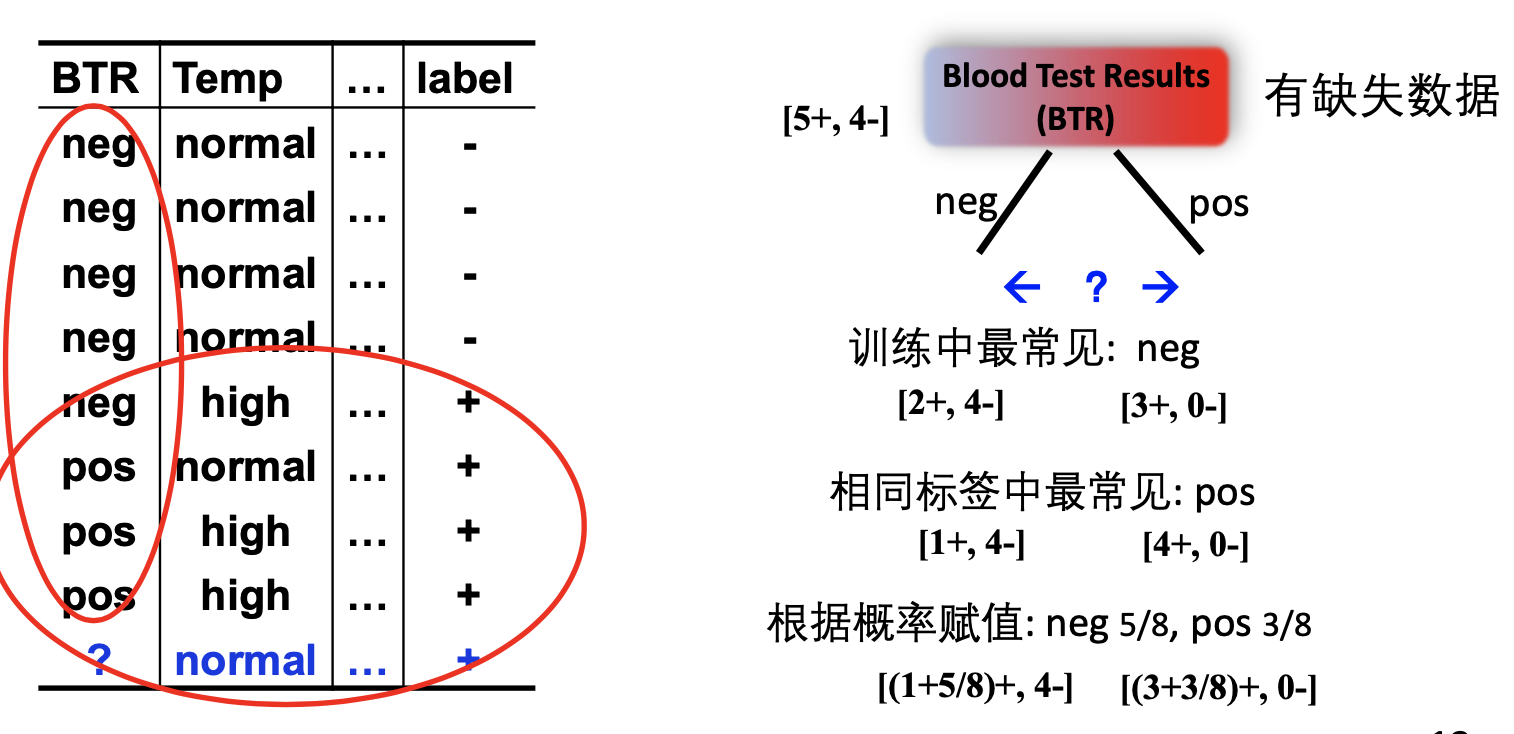 BTR Temp ... label
neg normal ... -
neg normal ... -
neg normal ... -
neg normal ... -
neg high ... +
pos normal ... +
pos high ... +
pos high ... +
? normal ... +
Blood Test Results
(BTR)
有缺失数据
[5+, 4-]
neg pos
← ? →
训练中最常见: neg
[2+, 4-] [3+, 0-]
相同标签中最常见: pos
[1+, 4-] [4+, 0-]
根据概率赋值: neg 5/8, pos 3/8
[(1+5/8)+, 4-] [(3+3/8)+, 0-]